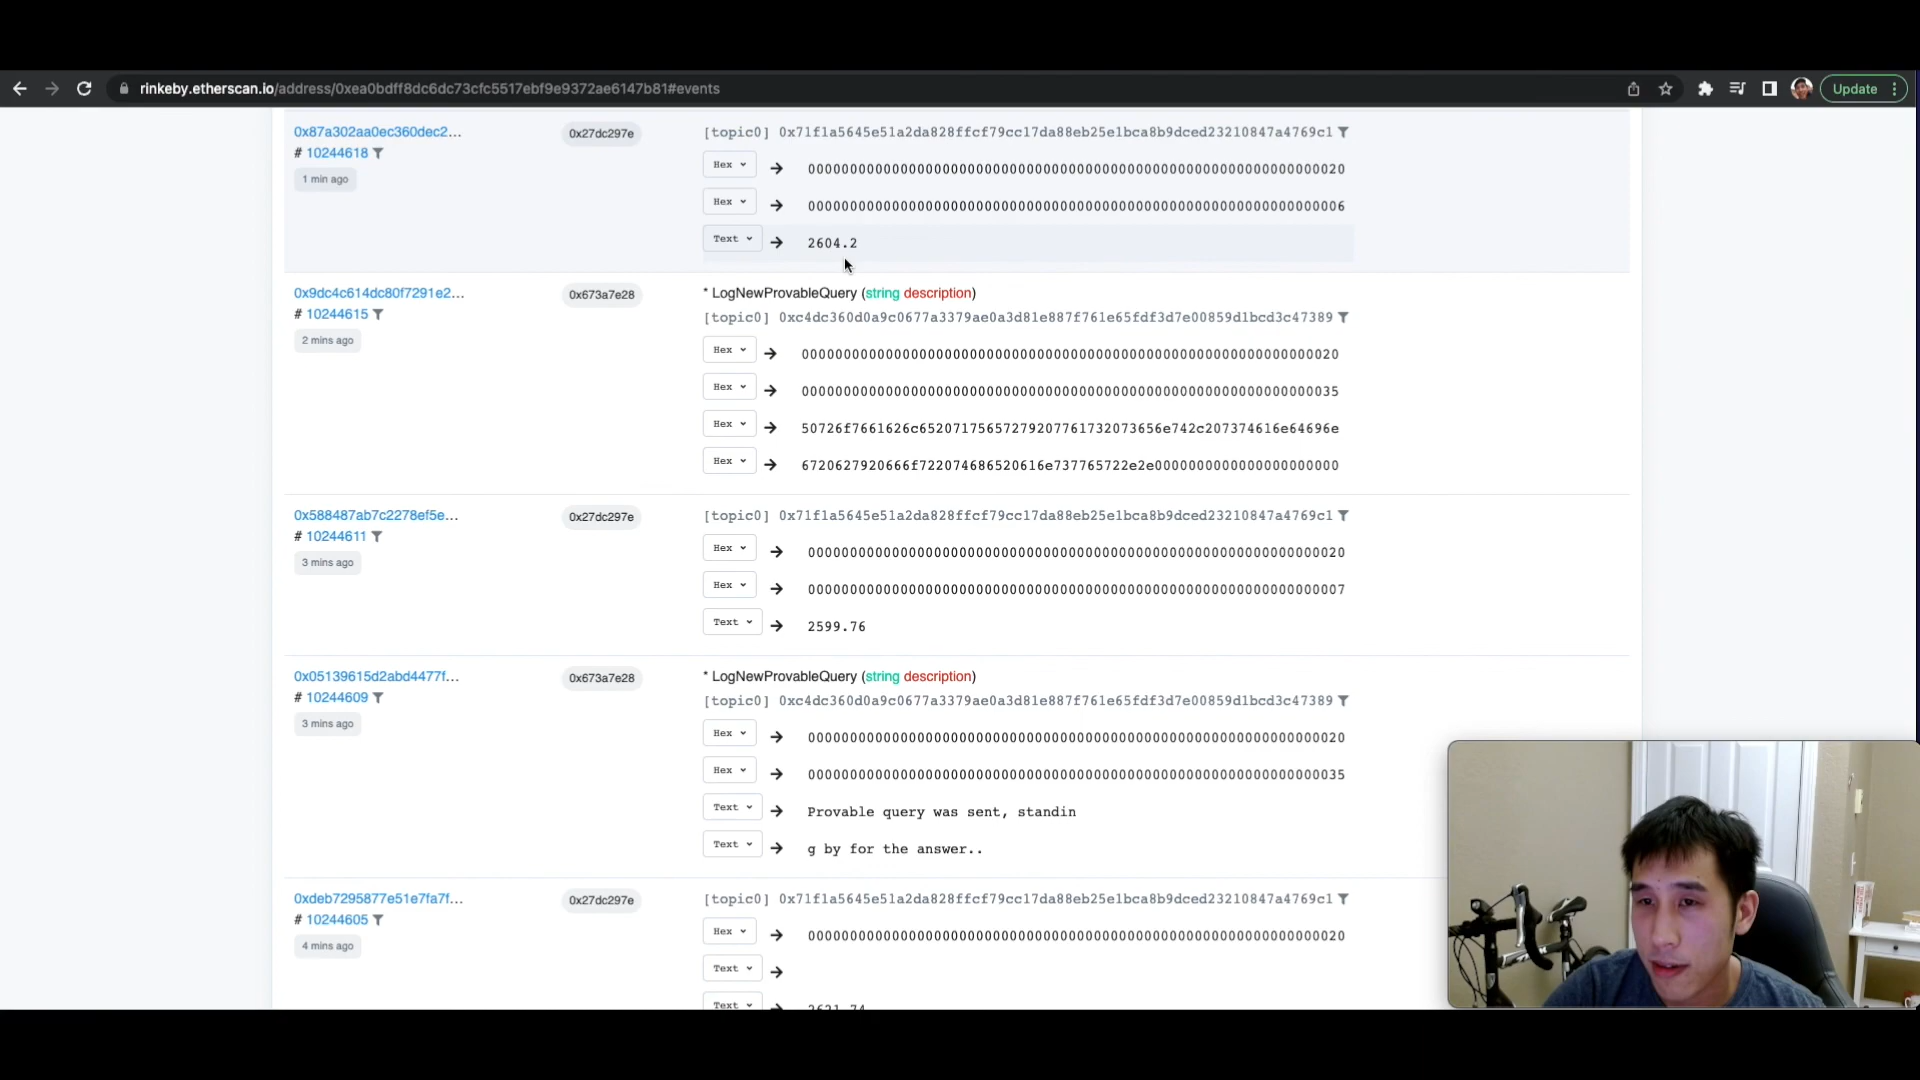 rinkeby.etherscan.io/address/0xea0bdff8dc6dc73cfc5517ebf9e9372ae6147b81#events
Update
0x87a302aa0ec360dec2...
# 10244618
1 min ago
0x27dc297e
[topic0] 0x71f1a5645e51a2da828ffcf79cc17da88eb25e1bca8b9dced23210847a4769c1
Hex 0000000000000000000000000000000000000000000000000000000000000020
Hex 0000000000000000000000000000000000000000000000000000000000000006
Text 2604.2
0x9dc4c614dc80f7291e2...
# 10244615
2 mins ago
0x673a7e28
* LogNewProvableQuery (string description)
[topic0] 0xc4dc360d0a9c0677a3379ae0a3d81e887f761e65fdf3d7e00859d1bcd3c47389
Hex 0000000000000000000000000000000000000000000000000000000000000020
Hex 0000000000000000000000000000000000000000000000000000000000000035
Hex 50726f7661626c6520717565727920776173207365 6e742c207374616e64696e
Hex 6720627920666f722074686520616e737765722e2e0000000000000000000000
0x588487ab7c2278ef5e...
# 10244611
3 mins ago
0x27dc297e
[topic0] 0x71f1a5645e51a2da828ffcf79cc17da88eb25e1bca8b9dced23210847a4769c1
Hex 0000000000000000000000000000000000000000000000000000000000000020
Hex 0000000000000000000000000000000000000000000000000000000000000007
Text 2599.76
0x05139615d2abd4477f...
# 10244609
3 mins ago
0x673a7e28
* LogNewProvableQuery (string description)
[topic0] 0xc4dc360d0a9c0677a3379ae0a3d81e887f761e65fdf3d7e00859d1bcd3c47389
Hex 0000000000000000000000000000000000000000000000000000000000000020
Hex 0000000000000000000000000000000000000000000000000000000000000035
Text Provable query was sent, standin
Text g by for the answer..
0xdeb7295877e51e7fa7f...
# 10244605
4 mins ago
0x27dc297e
[topic0] 0x71f1a5645e51a2da828ffcf79cc17da88eb25e1bca8b9dced23210847a4769c1
Hex 0000000000000000000000000000000000000000000000000000000000000020
Text
Text 2621.74